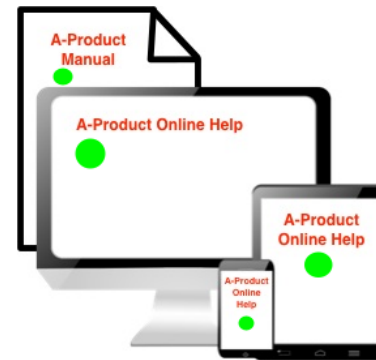 A-Product
Manual
A-Product Online Help
A-Product
Online Help
A-Product
Online
Help